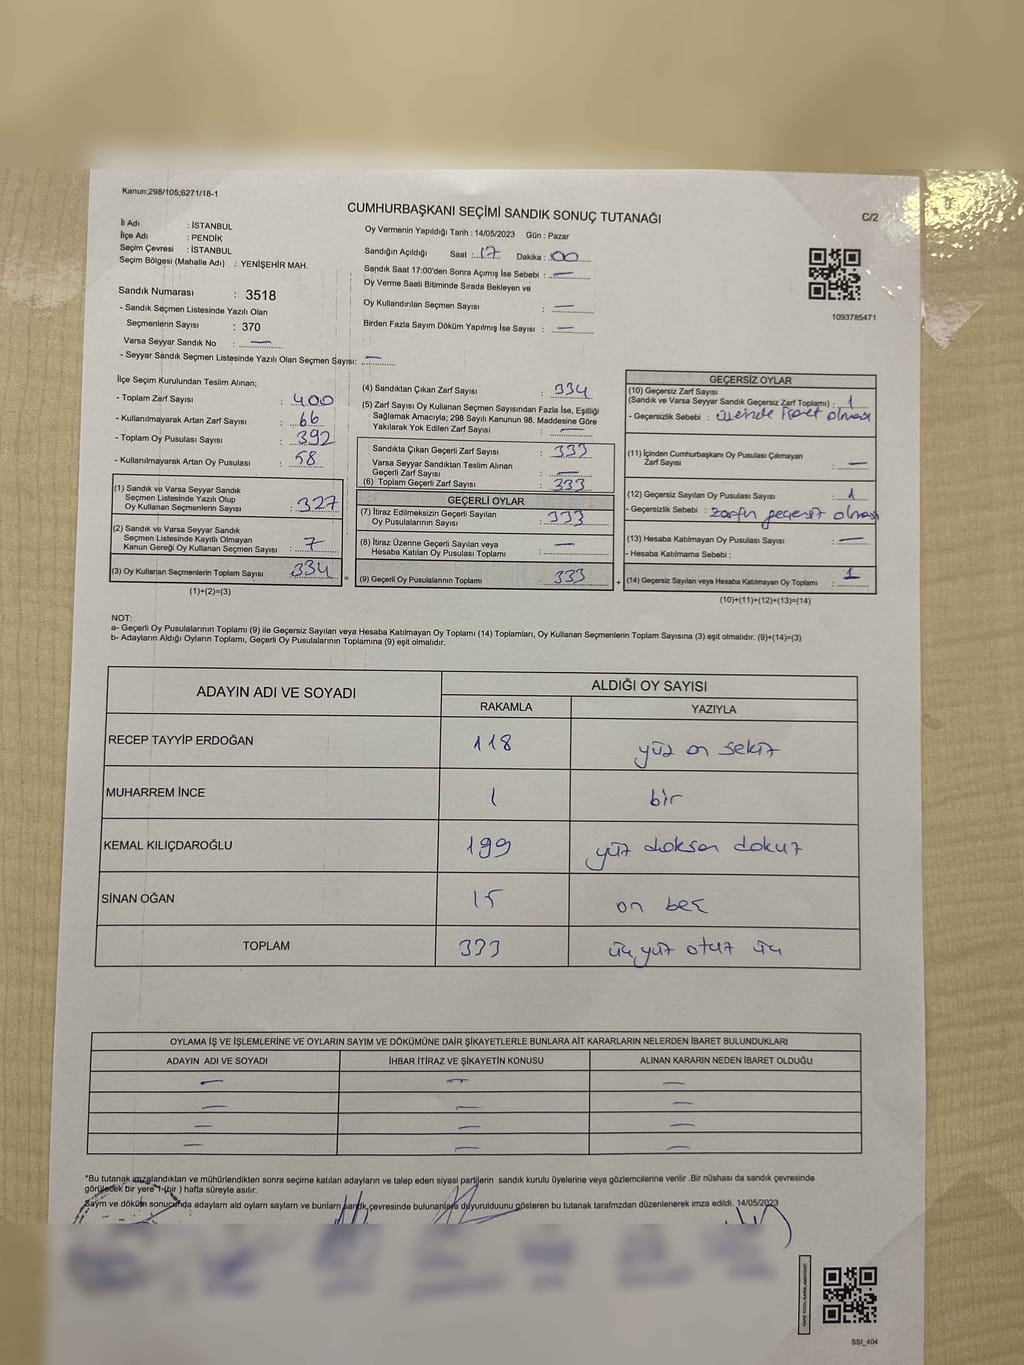 Kanun;298/105;6271/18-1
CUMHURBAŞKANI SEÇİMİ SANDIK SONUÇ TUTANAĞI
C/2
İl Adı : İSTANBUL
İlçe Adı : PENDİK
Seçim Çevresi : İSTANBUL
Seçim Bölgesi (Mahalle Adı) : YENİŞEHİR MAH.
Sandık Numarası : 3518
- Sandık Seçmen Listesinde Yazılı Olan
Seçmenlerin Sayısı : 370
Varsa Seyyar Sandık No : —
- Seyyar Sandık Seçmen Listesinde Yazılı Olan Seçmen Sayısı: —
Oy Vermenin Yapıldığı Tarih : 14/05/2023 Gün : Pazar
Sandığın Açıldığı Saat : 17 Dakika : 00
Sandık Saat 17:00'den Sonra Açımış İse Sebebi : —
Oy Verme Saati Bitiminde Sırada Bekleyen ve
Oy Kullandırılan Seçmen Sayısı : —
Birden Fazla Sayım Döküm Yapılmış İse Sayısı : —
1093785471
İlçe Seçim Kurulundan Teslim Alınan;
- Toplam Zarf Sayısı : 400
- Kullanılmayarak Artan Zarf Sayısı : 66
- Toplam Oy Pusulası Sayısı : 392
- Kullanılmayarak Artan Oy Pusulası : 58
(1) Sandık ve Varsa Seyyar Sandık
Seçmen Listesinde Yazılı Olup
Oy Kullanan Seçmenlerin Sayısı : 327
(2) Sandık ve Varsa Seyyar Sandık
Seçmen Listesinde Kayıtlı Olmayan
Kanun Gereği Oy Kullanan Seçmen Sayısı : 7
(3) Oy Kullanan Seçmenlerin Toplam Sayısı : 334
(1)+(2)=(3)
(4) Sandıktan Çıkan Zarf Sayısı : 334
(5) Zarf Sayısı Oy Kullanan Seçmen Sayısından Fazla İse, Eşitliği
Sağlamak Amacıyla; 298 Sayılı Kanunun 98. Maddesine Göre
Yakılarak Yok Edilen Zarf Sayısı : —
Sandıkta Çıkan Geçerli Zarf Sayısı : 333
Varsa Seyyar Sandıktan Teslim Alınan
Geçerli Zarf Sayısı : —
(6) Toplam Geçerli Zarf Sayısı : 333
GEÇERLİ OYLAR
(7) İtiraz Edilmeksizin Geçerli Sayılan
Oy Pusulalarının Sayısı : 333
(8) İtiraz Üzerine Geçerli Sayılan veya
Hesaba Katılan Oy Pusulası Toplamı : —
= (9) Geçerli Oy Pusulalarının Toplamı : 333
GEÇERSİZ OYLAR
(10) Geçersiz Zarf Sayısı
(Sandık ve Varsa Seyyar Sandık Geçersiz Zarf Toplamı) : 1
- Geçersizlik Sebebi : üzerinde işaret olması
(11) İçinden Cumhurbaşkanı Oy Pusulası Çıkmayan
Zarf Sayısı : —
(12) Geçersiz Sayılan Oy Pusulası Sayısı : 1
- Geçersizlik Sebebi : zarfın geçersiz olması
(13) Hesaba Katılmayan Oy Pusulası Sayısı : —
- Hesaba Katılmama Sebebi :
+ (14) Geçersiz Sayılan veya Hesaba Katılmayan Oy Toplamı : 1
(10)+(11)+(12)+(13)=(14)
NOT:
a- Geçerli Oy Pusulalarının Toplamı (9) ile Geçersiz Sayılan veya Hesaba Katılmayan Oy Toplamı (14) Toplamları, Oy Kullanan Seçmenlerin Toplam Sayısına (3) eşit olmalıdır. (9)+(14)=(3)
b- Adayların Aldığı Oyların Toplamı, Geçerli Oy Pusulalarının Toplamına (9) eşit olmalıdır.
ADAYIN ADI VE SOYADI
ALDIĞI OY SAYISI
RAKAMLA YAZIYLA
RECEP TAYYİP ERDOĞAN 118 yüz on sekiz
MUHARREM İNCE 1 bir
KEMAL KILIÇDAROĞLU 199 yüz doksan dokuz
SİNAN OĞAN 15 on beş
TOPLAM 333 üç yüz otuz üç
OYLAMA İŞ VE İŞLEMLERİNE VE OYLARIN SAYIM VE DÖKÜMÜNE DAİR ŞİKAYETLERLE BUNLARA AİT KARARLARIN NELERDEN İBARET BULUNDUKLARI
ADAYIN ADI VE SOYADI İHBAR İTİRAZ VE ŞİKAYETİN KONUSU ALINAN KARARIN NEDEN İBARET OLDUĞU
— — —
— — —
— — —
— — —
*Bu tutanak imzalandıktan ve mühürlendikten sonra seçime katılan adayların ve talep eden siyasi partilerin sandık kurulu üyelerine veya gözlemcilerine verilir .Bir nüshası da sandık çevresinde
görülecek bir yere 1 (bir ) hafta süreyle asılır.
Sayım ve döküm sonucunda adayların ald oyların sayların ve bunların sandık çevresinde bulunanlara duyurulduunu gösteren bu tutanak tarafmzdan düzenlenerek imza edildi. 14/05/2023
SSI_404